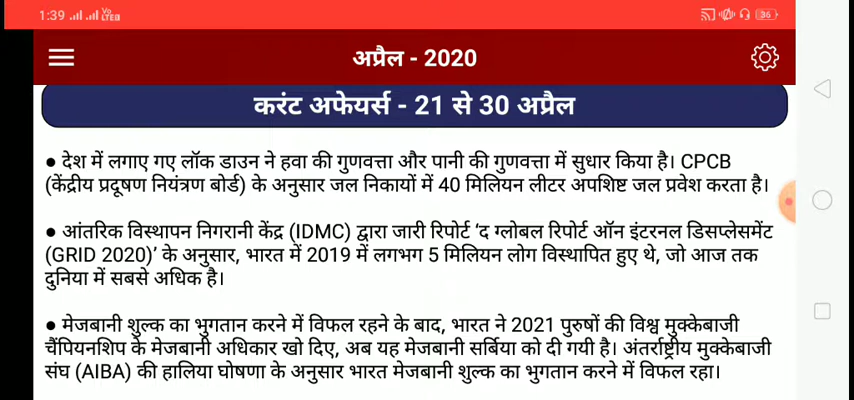 1:39 Vo LTE 36
अप्रैल - 2020
करंट अफेयर्स - 21 से 30 अप्रैल
● देश में लगाए गए लॉक डाउन ने हवा की गुणवत्ता और पानी की गुणवत्ता में सुधार किया है। CPCB
(केंद्रीय प्रदूषण नियंत्रण बोर्ड) के अनुसार जल निकायों में 40 मिलियन लीटर अपशिष्ट जल प्रवेश करता है।
● आंतरिक विस्थापन निगरानी केंद्र (IDMC) द्वारा जारी रिपोर्ट ‘द ग्लोबल रिपोर्ट ऑन इंटरनल डिसप्लेसमेंट
(GRID 2020)’ के अनुसार, भारत में 2019 में लगभग 5 मिलियन लोग विस्थापित हुए थे, जो आज तक
दुनिया में सबसे अधिक है।
● मेजबानी शुल्क का भुगतान करने में विफल रहने के बाद, भारत ने 2021 पुरुषों की विश्व मुक्केबाजी
चैंपियनशिप के मेजबानी अधिकार खो दिए, अब यह मेजबानी सर्बिया को दी गयी है। अंतर्राष्ट्रीय मुक्केबाजी
संघ (AIBA) की हालिया घोषणा के अनुसार भारत मेजबानी शुल्क का भुगतान करने में विफल रहा।